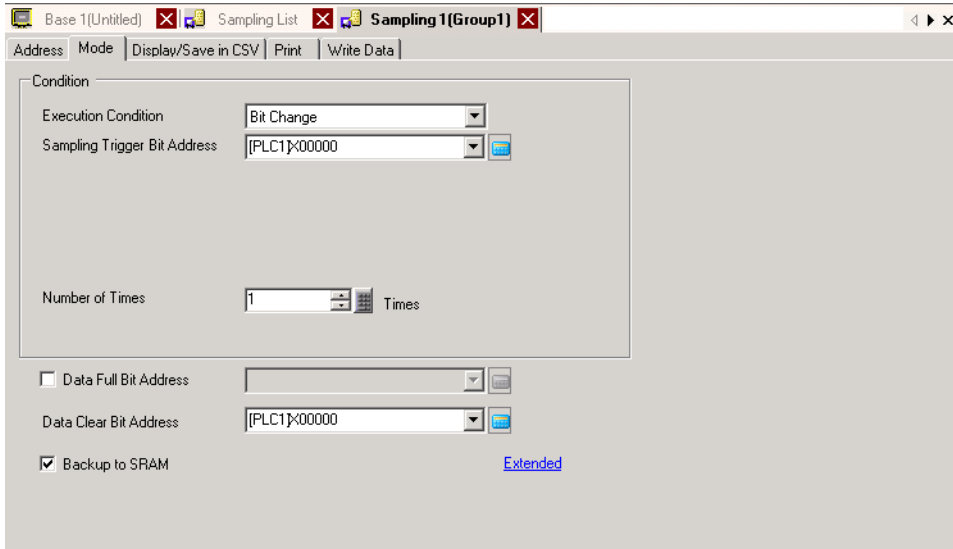 Base 1(Untitled) Sampling List Sampling 1(Group1)
Address Mode Display/Save in CSV Print Write Data
Condition
Execution Condition Bit Change
Sampling Trigger Bit Address [PLC1]X00000
Number of Times 1 Times
Data Full Bit Address
Data Clear Bit Address [PLC1]X00000
Backup to SRAM Extended